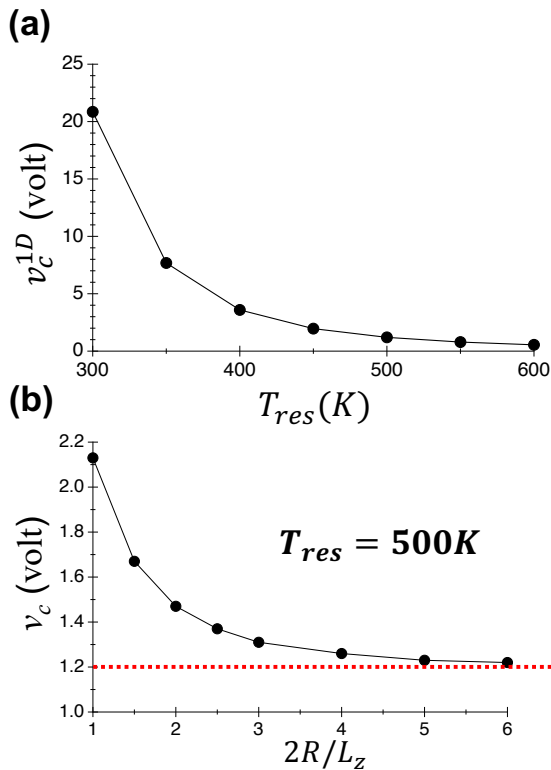 (a)
25
20
15
10
5
0
v_c^{1D} (volt)
300 400 500 600
T_{res}(K)
(b)
2.2
2.0
1.8
1.6
1.4
1.2
1.0
v_c (volt)
T_{res} = 500K
1 2 3 4 5 6
2R/L_z